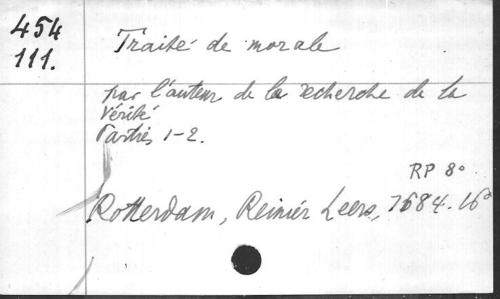 454
111.
Traité de morale
par l'auteur de la recherche de la
Vérité
Parties 1-2.
RP 8°
Rotterdam, Reinier Leers, 1684. 16°